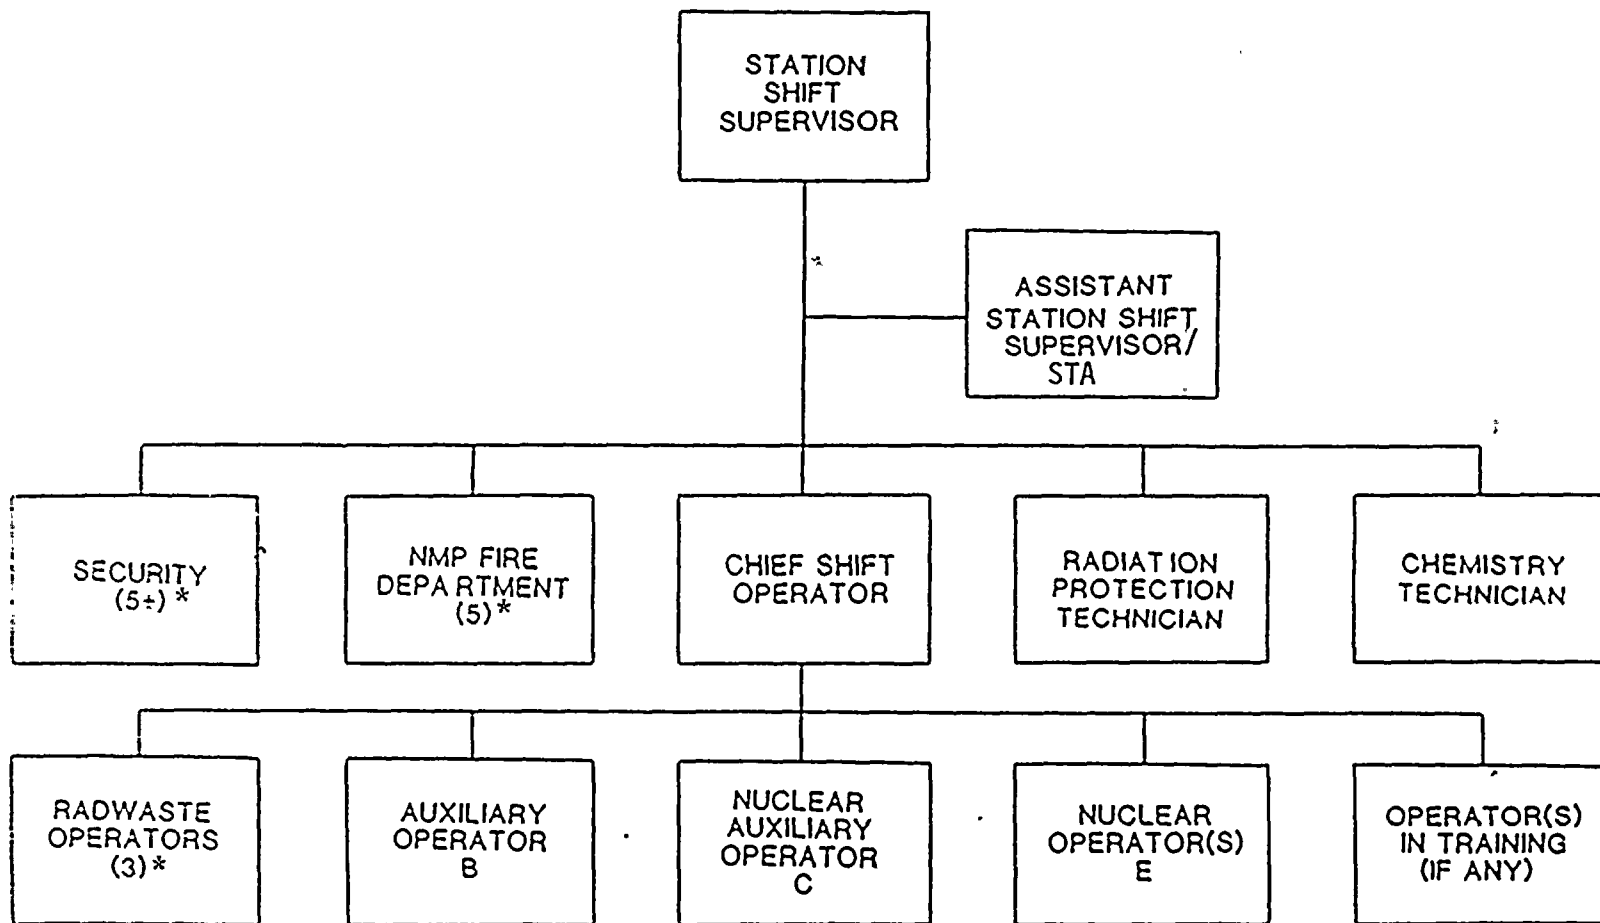 STATION
SHIFT
SUPERVISOR
ASSISTANT
STATION SHIFT
SUPERVISOR/
STA
SECURITY
(5±)*
NMP FIRE
DEPARTMENT
(5)*
CHIEF SHIFT
OPERATOR
RADIATION
PROTECTION
TECHNICIAN
CHEMISTRY
TECHNICIAN
RADWASTE
OPERATORS
(3)*
AUXILIARY
OPERATOR
B
NUCLEAR
AUXILIARY
OPERATOR
C
NUCLEAR
OPERATOR(S)
E
OPERATOR(S)
IN TRAINING
(IF ANY)